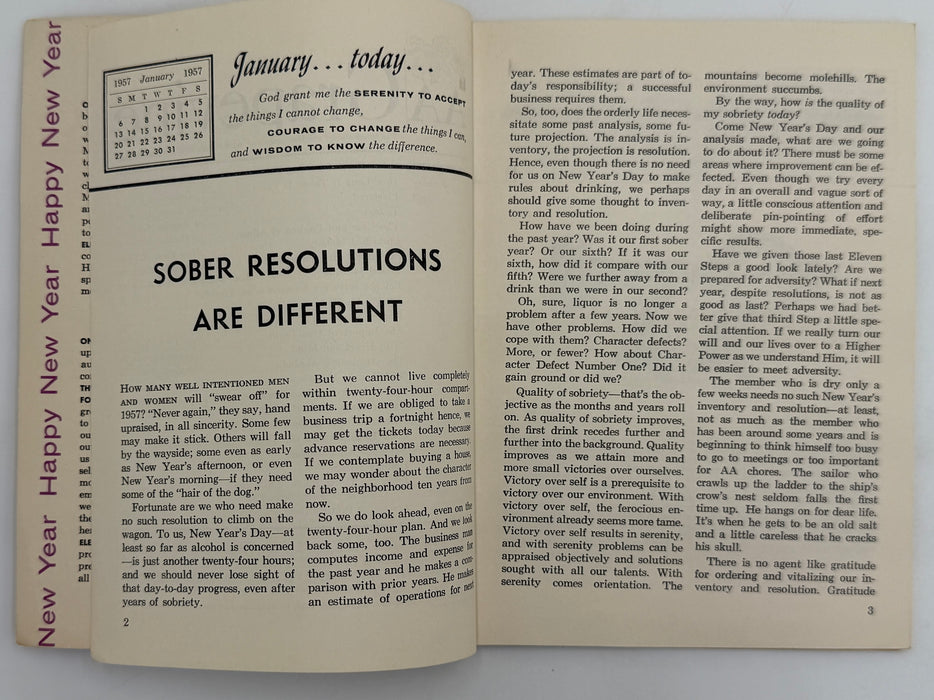 New Year Happy New Year Happy New Year
1957 January 1957
S M T W T F S
1 2 3 4 5
6 7 8 9 10 11 12
13 14 15 16 17 18 19
20 21 22 23 24 25 26
27 28 29 30 31
January... today...
God grant me the SERENITY TO ACCEPT
the things I cannot change,
COURAGE TO CHANGE the things I can,
and WISDOM TO KNOW the difference.
SOBER RESOLUTIONS
ARE DIFFERENT
HOW MANY WELL INTENTIONED MEN
AND WOMEN will “swear off” for
1957? “Never again,” they say, hand
upraised, in all sincerity. Some few
may make it stick. Others will fall
by the wayside; some even as early
as New Year's afternoon, or even
New Year's morning—if they need
some of the “hair of the dog.”
Fortunate are we who need make
no such resolution to climb on the
wagon. To us, New Year's Day—at
least so far as alcohol is concerned
—is just another twenty-four hours;
and we should never lose sight of
that day-to-day progress, even after
years of sobriety.
2
But we cannot live completely
within twenty-four-hour compart-
ments. If we are obliged to take a
business trip a fortnight hence, we
may get the tickets today because
advance reservations are necessary.
If we contemplate buying a house,
we may wonder about the character
of the neighborhood ten years from
now.
So we do look ahead, even on the
twenty-four-hour plan. And we look
back some, too. The business man
computes income and expense for
the past year and he makes a com-
parison with prior years. He makes
an estimate of operations for next
year. These estimates are part of to-
day's responsibility; a successful
business requires them.
So, too, does the orderly life neces-
sitate some past analysis, some fu-
ture projection. The analysis is in-
ventory, the projection is resolution.
Hence, even though there is no need
for us on New Year's Day to make
rules about drinking, we perhaps
should give some thought to inven-
tory and resolution.
How have we been doing during
the past year? Was it our first sober
year? Or our sixth? If it was our
sixth, how did it compare with our
fifth? Were we further away from a
drink than we were in our second?
Oh, sure, liquor is no longer a
problem after a few years. Now we
have other problems. How did we
cope with them? Character defects?
More, or fewer? How about Char-
acter Defect Number One? Did it
gain ground or did we?
Quality of sobriety—that's the ob-
jective as the months and years roll
on. As quality of sobriety improves,
the first drink recedes further and
further into the background. Quality
improves as we attain more and
more small victories over ourselves.
Victory over self is a prerequisite to
victory over our environment. With
victory over self, the ferocious en-
vironment already seems more tame.
Victory over self results in serenity,
and with serenity problems can be
appraised objectively and solutions
sought with all our talents. With
serenity comes orientation. The
mountains become molehills. The
environment succumbs.
By the way, how is the quality of
my sobriety today?
Come New Year's Day and our
analysis made, what are we going
to do about it? There must be some
areas where improvement can be ef-
fected. Even though we try every
day in an overall and vague sort of
way, a little conscious attention and
deliberate pin-pointing of effort
might show more immediate, spe-
cific results.
Have we given those last Eleven
Steps a good look lately? Are we
prepared for adversity? What if next
year, despite resolutions, is not as
good as last? Perhaps we had bet-
ter give that third Step a little spe-
cial attention. If we really turn our
will and our lives over to a Higher
Power as we understand Him, it will
be easier to meet adversity.
The member who is dry only a
few weeks needs no such New Year's
inventory and resolution—at least,
not as much as the member who
has been around some years and is
beginning to think himself too busy
to go to meetings or too important
for AA chores. The sailor who
crawls up the ladder to the ship's
crow's nest seldom falls the first
time up. He hangs on for dear life.
It's when he gets to be an old salt
and a little careless that he cracks
his skull.
There is no agent like gratitude
for ordering and vitalizing our in-
ventory and resolution. Gratitude
3